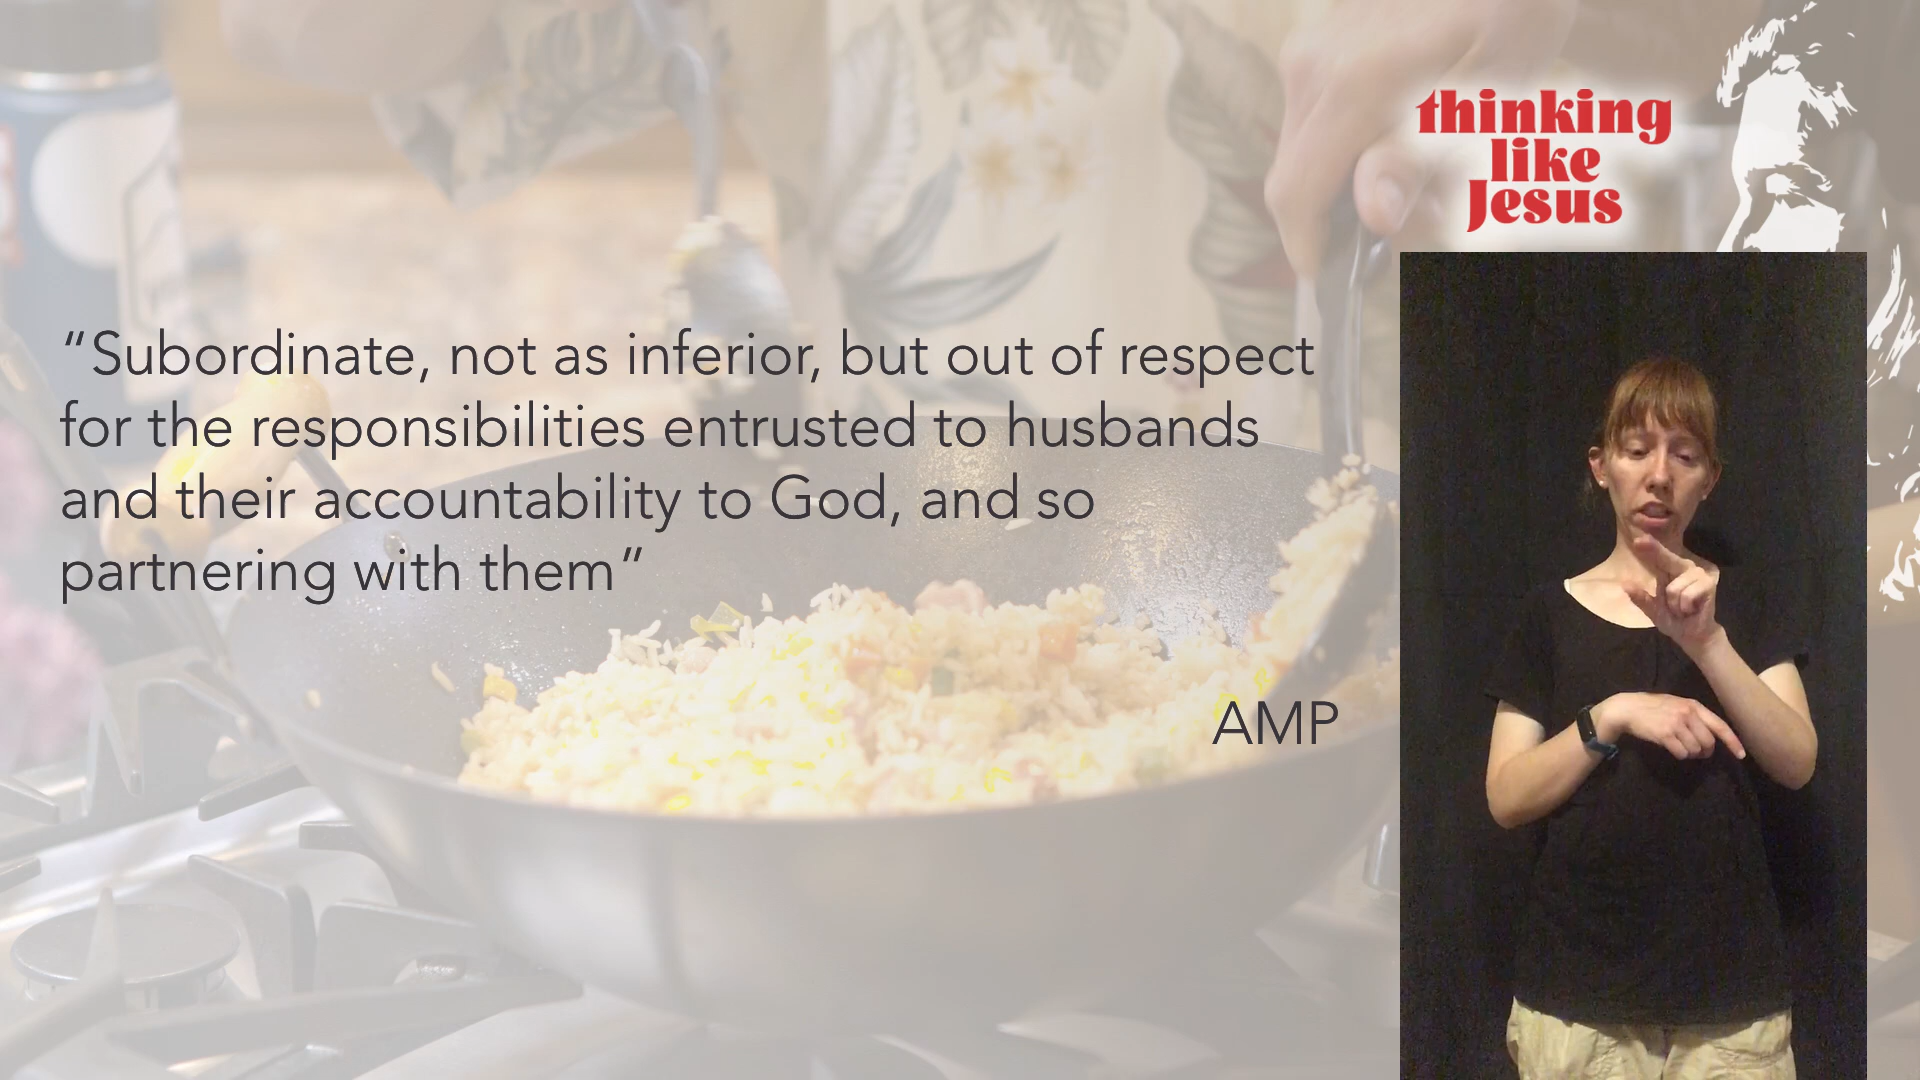 thinking
like
Jesus
“Subordinate, not as inferior, but out of respect
for the responsibilities entrusted to husbands
and their accountability to God, and so
partnering with them”
AMP